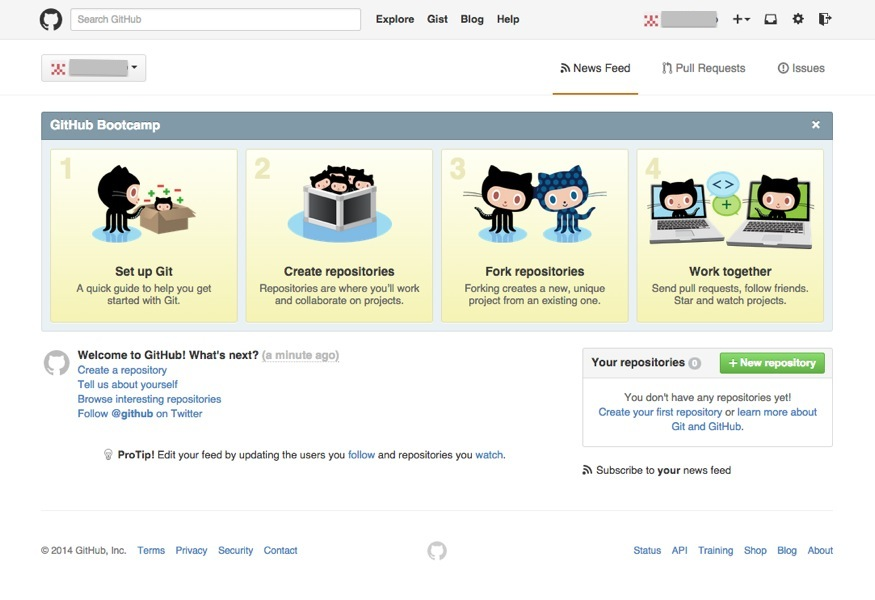 Search GitHub
Explore Gist Blog Help
News Feed Pull Requests Issues
GitHub Bootcamp
1
2
3
4
Set up Git
A quick guide to help you get
started with Git.
Create repositories
Repositories are where you'll work
and collaborate on projects.
Fork repositories
Forking creates a new, unique
project from an existing one.
Work together
Send pull requests, follow friends.
Star and watch projects.
Welcome to GitHub! What's next? (a minute ago)
Create a repository
Tell us about yourself
Browse interesting repositories
Follow @github on Twitter
ProTip! Edit your feed by updating the users you follow and repositories you watch.
Your repositories 0
+ New repository
You don't have any repositories yet!
Create your first repository or learn more about
Git and GitHub.
Subscribe to your news feed
© 2014 GitHub, Inc. Terms Privacy Security Contact
Status API Training Shop Blog About